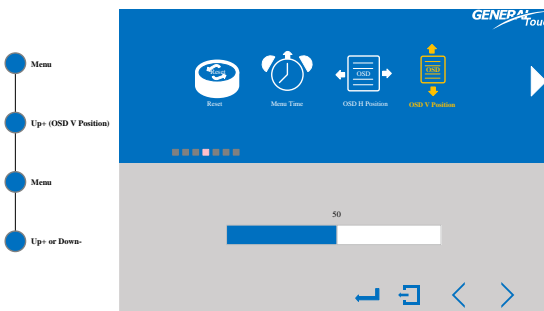 GENERAL
Touch
Menu
Up+ (OSD V Position)
Menu
Up+ or Down-
Reset
OSD
OSD
Reset
Menu Time
OSD H Position
OSD V Position
50